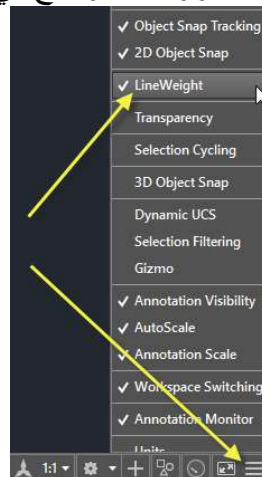 ✓ Object Snap Tracking
✓ 2D Object Snap
✓ LineWeight
Transparency
Selection Cycling
3D Object Snap
Dynamic UCS
Selection Filtering
Gizmo
✓ Annotation Visibility
✓ AutoScale
✓ Annotation Scale
✓ Workspace Switching
✓ Annotation Monitor
Units
1:1